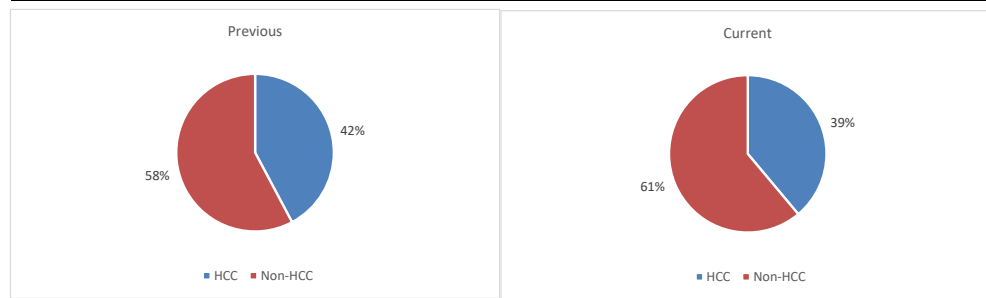 Previous
42%
58%
HCC Non-HCC
Current
39%
61%
HCC Non-HCC